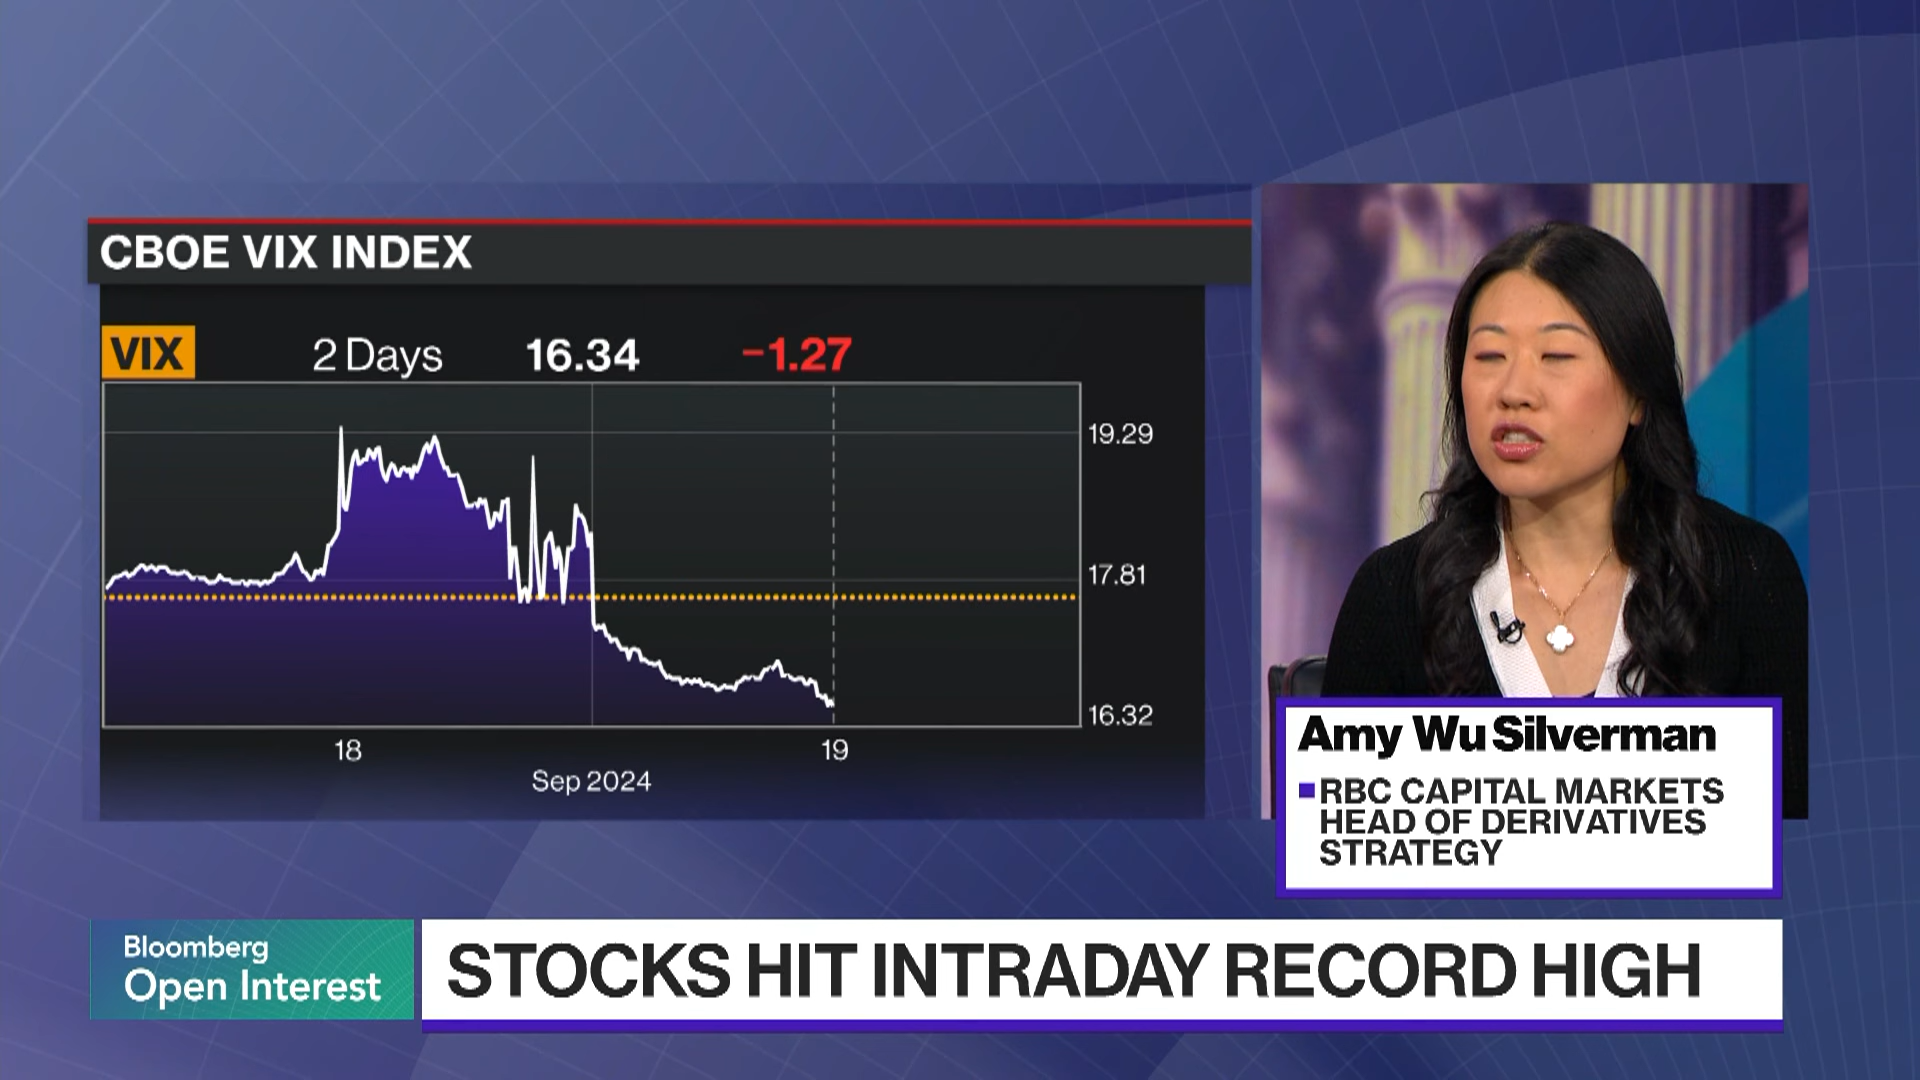 CBOE VIX INDEX
VIX 2 Days 16.34 −1.27
19.29
17.81
16.32
18 19
Sep 2024
Amy Wu Silverman
RBC CAPITAL MARKETS
HEAD OF DERIVATIVES
STRATEGY
Bloomberg
Open Interest
STOCKS HIT INTRADAY RECORD HIGH